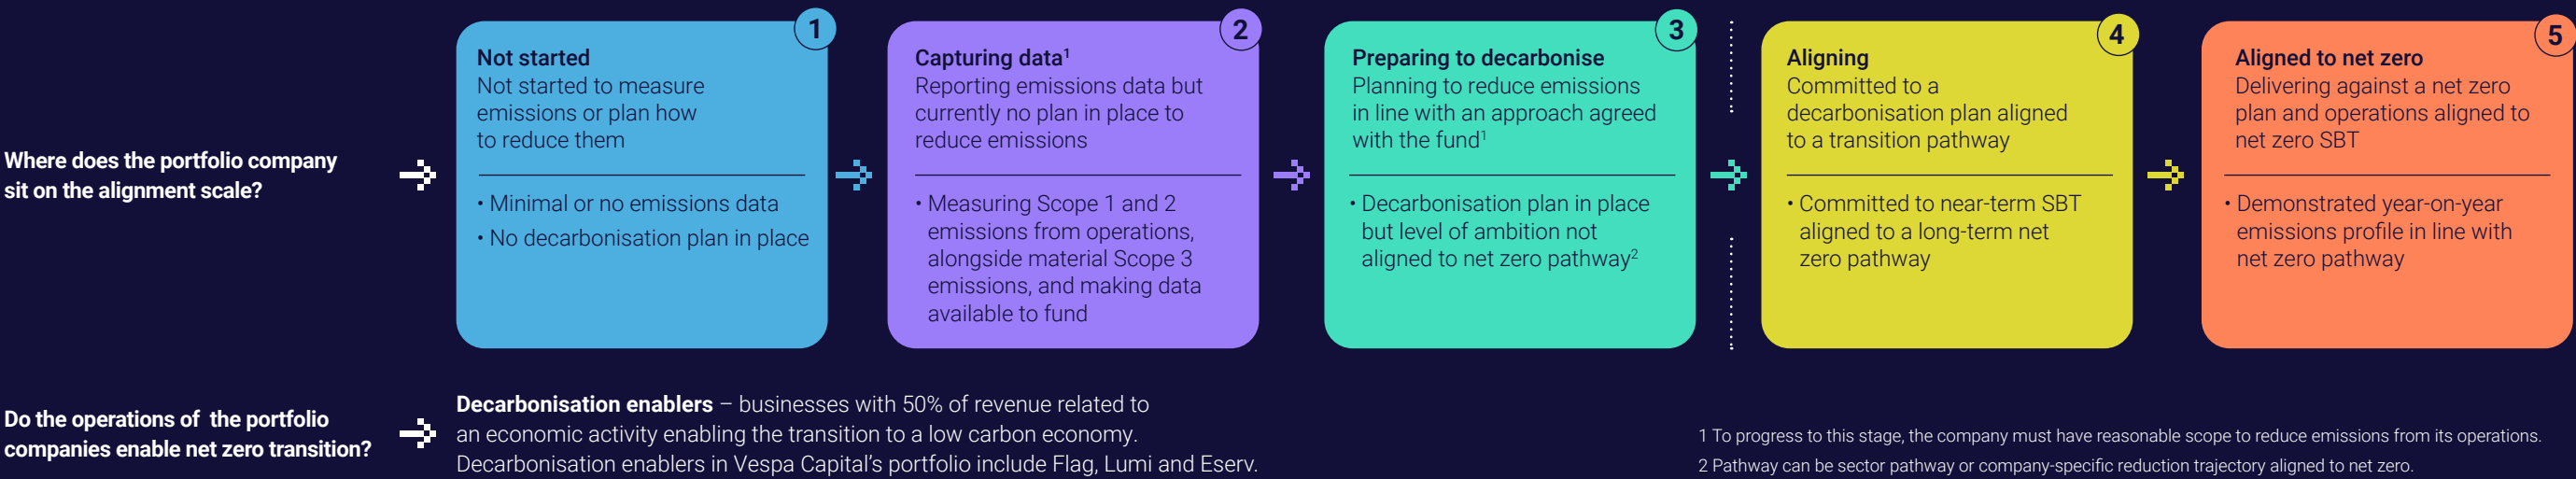 Where does the portfolio company
sit on the alignment scale?
1
Not started
Not started to measure
emissions or plan how
to reduce them
• Minimal or no emissions data
• No decarbonisation plan in place
2
Capturing data¹
Reporting emissions data but
currently no plan in place to
reduce emissions
• Measuring Scope 1 and 2
emissions from operations,
alongside material Scope 3
emissions, and making data
available to fund
3
Preparing to decarbonise
Planning to reduce emissions
in line with an approach agreed
with the fund¹
• Decarbonisation plan in place
but level of ambition not
aligned to net zero pathway²
4
Aligning
Committed to a
decarbonisation plan aligned
to a transition pathway
• Committed to near-term SBT
aligned to a long-term net
zero pathway
5
Aligned to net zero
Delivering against a net zero
plan and operations aligned to
net zero SBT
• Demonstrated year-on-year
emissions profile in line with
net zero pathway
Do the operations of the portfolio
companies enable net zero transition?
Decarbonisation enablers – businesses with 50% of revenue related to
an economic activity enabling the transition to a low carbon economy.
Decarbonisation enablers in Vespa Capital's portfolio include Flag, Lumi and Eserv.
1 To progress to this stage, the company must have reasonable scope to reduce emissions from its operations.
2 Pathway can be sector pathway or company-specific reduction trajectory aligned to net zero.